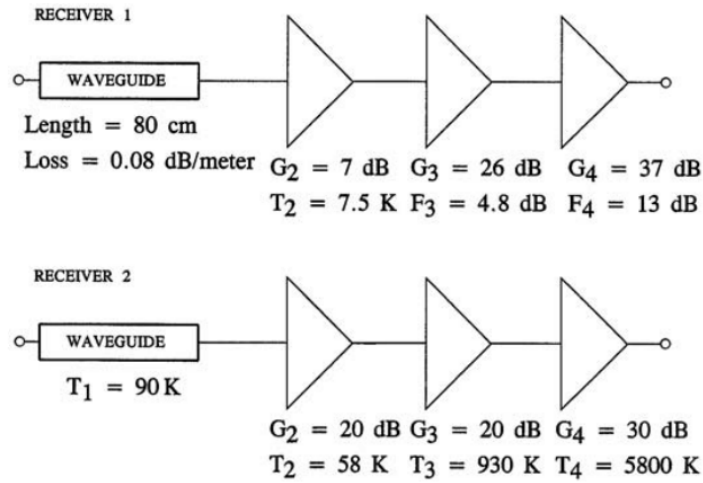 RECEIVER 1
WAVEGUIDE
Length = 80 cm
Loss = 0.08 dB/meter
G2 = 7 dB G3 = 26 dB G4 = 37 dB
T2 = 7.5 K F3 = 4.8 dB F4 = 13 dB
RECEIVER 2
WAVEGUIDE
T1 = 90 K
G2 = 20 dB G3 = 20 dB G4 = 30 dB
T2 = 58 K T3 = 930 K T4 = 5800 K